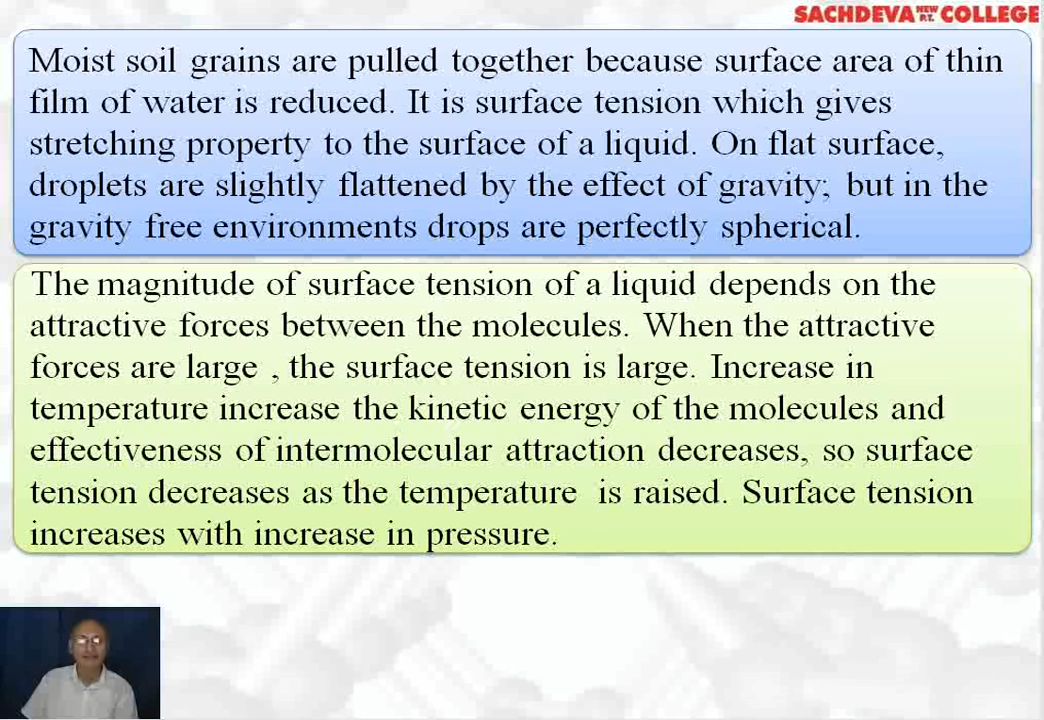 SACHDEVA NEW P.T. COLLEGE
Moist soil grains are pulled together because surface area of thin
film of water is reduced. It is surface tension which gives
stretching property to the surface of a liquid. On flat surface,
droplets are slightly flattened by the effect of gravity; but in the
gravity free environments drops are perfectly spherical.
The magnitude of surface tension of a liquid depends on the
attractive forces between the molecules. When the attractive
forces are large , the surface tension is large. Increase in
temperature increase the kinetic energy of the molecules and
effectiveness of intermolecular attraction decreases, so surface
tension decreases as the temperature is raised. Surface tension
increases with increase in pressure.